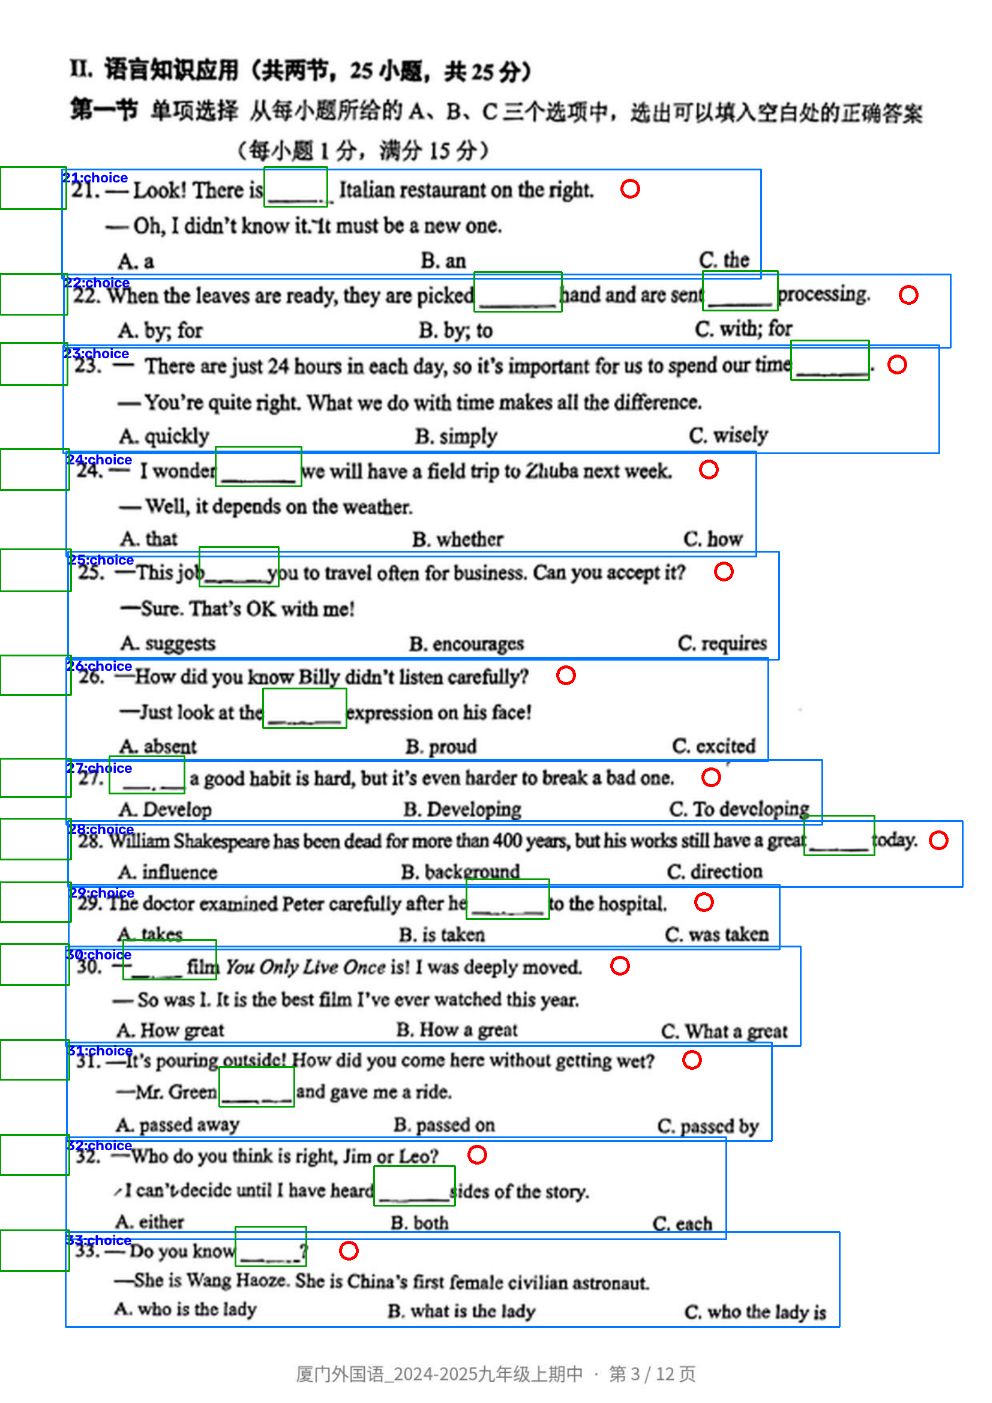 II. 语言知识应用（共两节，25 小题，共 25 分）
第一节 单项选择 从每小题所给的 A、B、C 三个选项中，选出可以填入空白处的正确答案
（每小题 1 分，满分 15 分）
21:choice
21. — Look! There is ______ Italian restaurant on the right.
— Oh, I didn't know it. It must be a new one.
A. a B. an C. the
22:choice
22. When the leaves are ready, they are picked ______ hand and are sent ______ processing.
A. by; for B. by; to C. with; for
23:choice
23. — There are just 24 hours in each day, so it's important for us to spend our time ______.
— You're quite right. What we do with time makes all the difference.
A. quickly B. simply C. wisely
24:choice
24. — I wonder ______ we will have a field trip to Zhuba next week.
— Well, it depends on the weather.
A. that B. whether C. how
25:choice
25. —This job ______ you to travel often for business. Can you accept it?
—Sure. That's OK with me!
A. suggests B. encourages C. requires
26:choice
26. —How did you know Billy didn't listen carefully?
—Just look at the ______ expression on his face!
A. absent B. proud C. excited
27:choice
27. ______ a good habit is hard, but it's even harder to break a bad one.
A. Develop B. Developing C. To developing
28:choice
28. William Shakespeare has been dead for more than 400 years, but his works still have a great ______ today.
A. influence B. background C. direction
29:choice
29. The doctor examined Peter carefully after he ______ to the hospital.
A. takes B. is taken C. was taken
30:choice
30. — ______ film You Only Live Once is! I was deeply moved.
— So was I. It is the best film I've ever watched this year.
A. How great B. How a great C. What a great
31:choice
31. —It's pouring outside! How did you come here without getting wet?
—Mr. Green ______ and gave me a ride.
A. passed away B. passed on C. passed by
32:choice
32. —Who do you think is right, Jim or Leo?
- I can't decide until I have heard ______ sides of the story.
A. either B. both C. each
33:choice
33. — Do you know ______?
—She is Wang Haoze. She is China's first female civilian astronaut.
A. who is the lady B. what is the lady C. who the lady is
厦门外国语_2024-2025九年级上期中 · 第 3 / 12 页